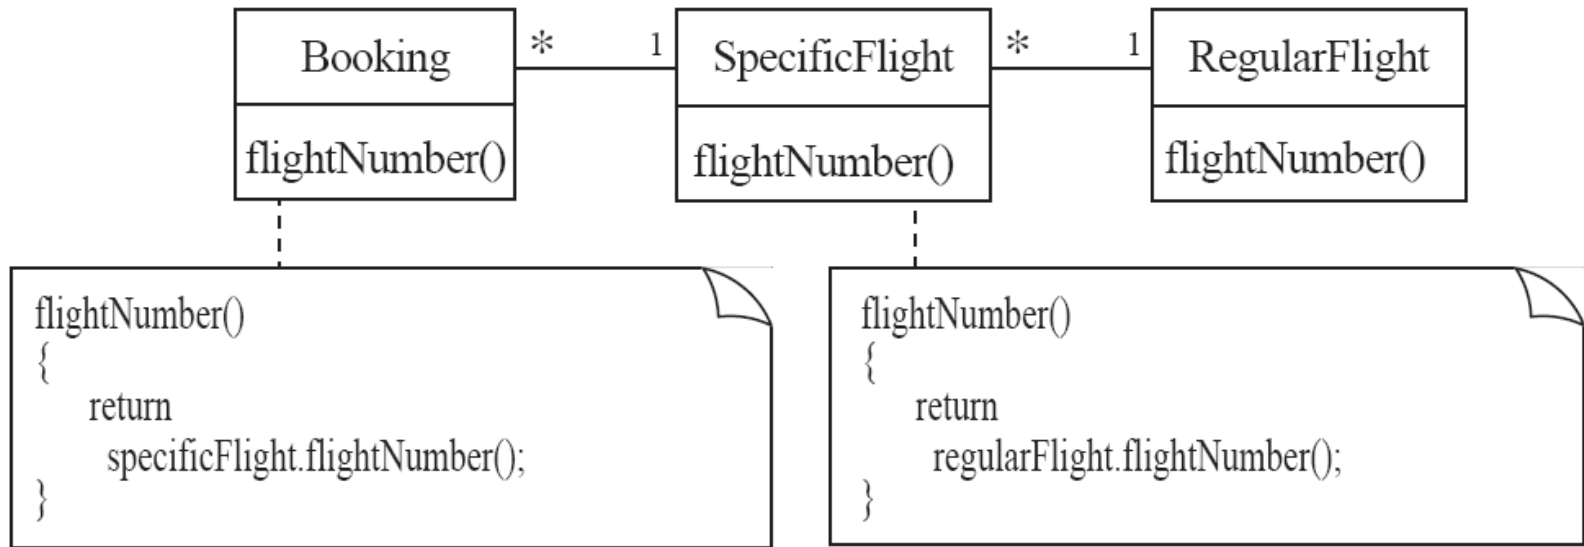 Booking
* 1
SpecificFlight
* 1
RegularFlight
flightNumber()
flightNumber()
flightNumber()
flightNumber()
{
return
specificFlight.flightNumber();
}
flightNumber()
{
return
regularFlight.flightNumber();
}